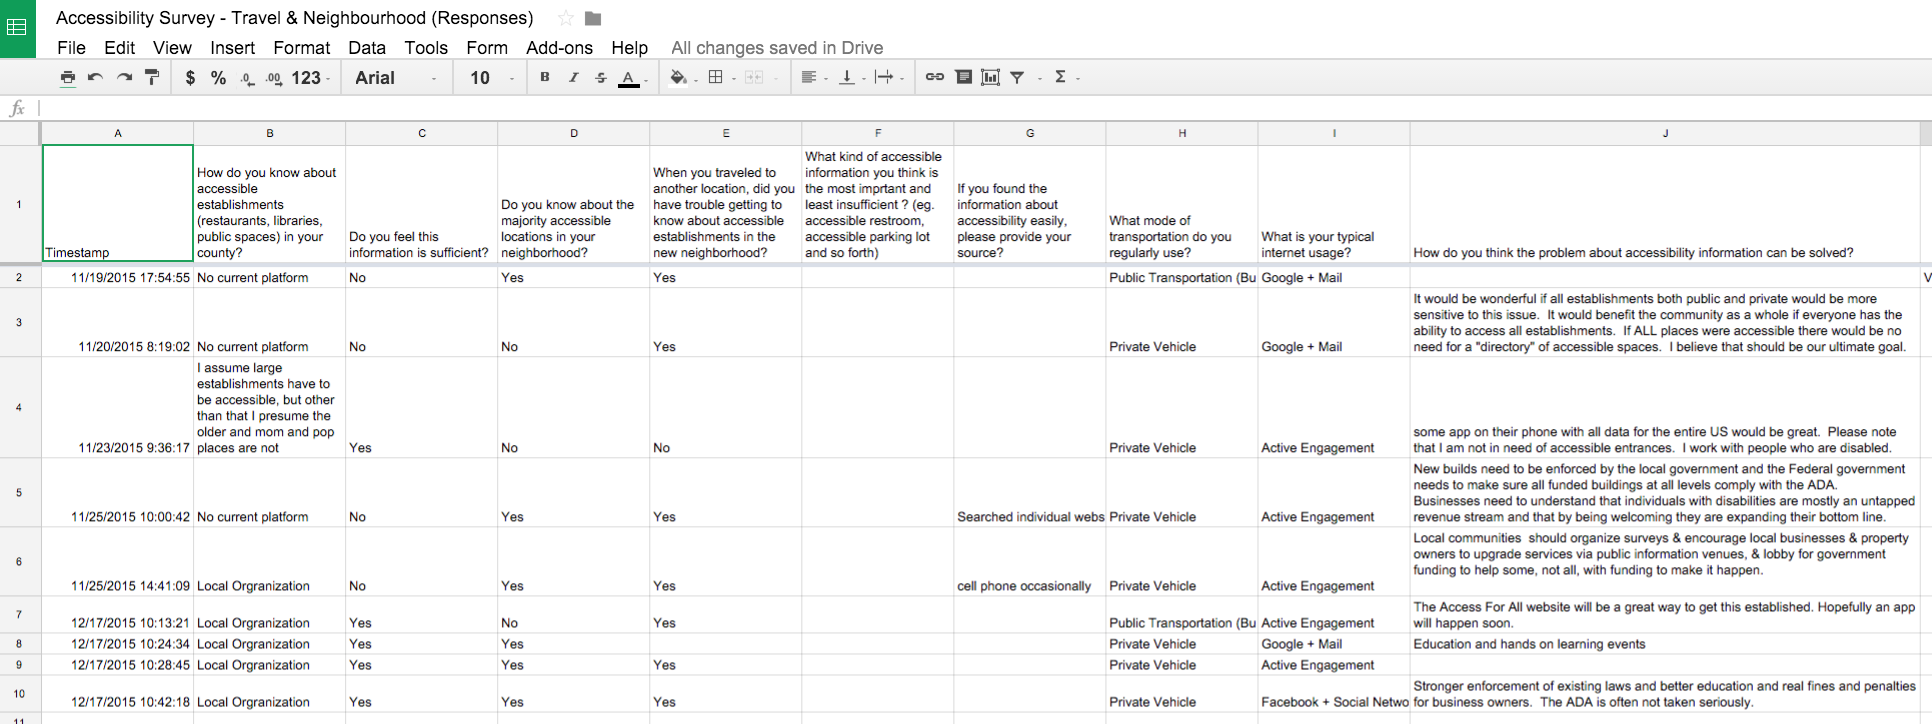 Accessibility Survey - Travel & Neighbourhood (Responses)
File Edit View Insert Format Data Tools Form Add-ons Help All changes saved in Drive
$ % .0 .00 123 Arial 10 B I S A Σ
fx
A B C D E F G H I J
1
Timestamp
How do you know about
accessible
establishments
(restaurants, libraries,
public spaces) in your
county?
Do you feel this
information is sufficient?
Do you know about the
majority accessible
locations in your
neighborhood?
When you traveled to
another location, did you
have trouble getting to
know about accessible
establishments in the
new neighborhood?
What kind of accessible
information you think is
the most imprtant and
least insufficient ? (eg.
accessible restroom,
accessible parking lot
and so forth)
If you found the
information about
accessibility easily,
please provide your
source?
What mode of
transportation do you
regularly use?
What is your typical
internet usage?
How do you think the problem about accessibility information can be solved?
2 11/19/2015 17:54:55 No current platform No Yes Yes Public Transportation (Bu Google + Mail V
3 11/20/2015 8:19:02 No current platform No No Yes Private Vehicle Google + Mail
It would be wonderful if all establishments both public and private would be more
sensitive to this issue. It would benefit the community as a whole if everyone has the
ability to access all establishments. If ALL places were accessible there would be no
need for a "directory" of accessible spaces. I believe that should be our ultimate goal.
4 11/23/2015 9:36:17
I assume large
establishments have to
be accessible, but other
than that I presume the
older and mom and pop
places are not
Yes No No Private Vehicle Active Engagement
some app on their phone with all data for the entire US would be great. Please note
that I am not in need of accessible entrances. I work with people who are disabled.
5 11/25/2015 10:00:42 No current platform No Yes Yes Searched individual webs Private Vehicle Active Engagement
New builds need to be enforced by the local government and the Federal government
needs to make sure all funded buildings at all levels comply with the ADA.
Businesses need to understand that individuals with disabilities are mostly an untapped
revenue stream and that by being welcoming they are expanding their bottom line.
6 11/25/2015 14:41:09 Local Orgranization No Yes Yes cell phone occasionally Private Vehicle Active Engagement
Local communities should organize surveys & encourage local businesses & property
owners to upgrade services via public information venues, & lobby for government
funding to help some, not all, with funding to make it happen.
7 12/17/2015 10:13:21 Local Orgranization Yes No Yes Public Transportation (Bu Active Engagement
The Access For All website will be a great way to get this established. Hopefully an app
will happen soon.
8 12/17/2015 10:24:34 Local Orgranization Yes Yes Private Vehicle Google + Mail Education and hands on learning events
9 12/17/2015 10:28:45 Local Orgranization Yes Yes Yes Private Vehicle Active Engagement
10 12/17/2015 10:42:18 Local Orgranization Yes Yes Yes Private Vehicle Facebook + Social Netwo
Stronger enforcement of existing laws and better education and real fines and penalties
for business owners. The ADA is often not taken seriously.
11